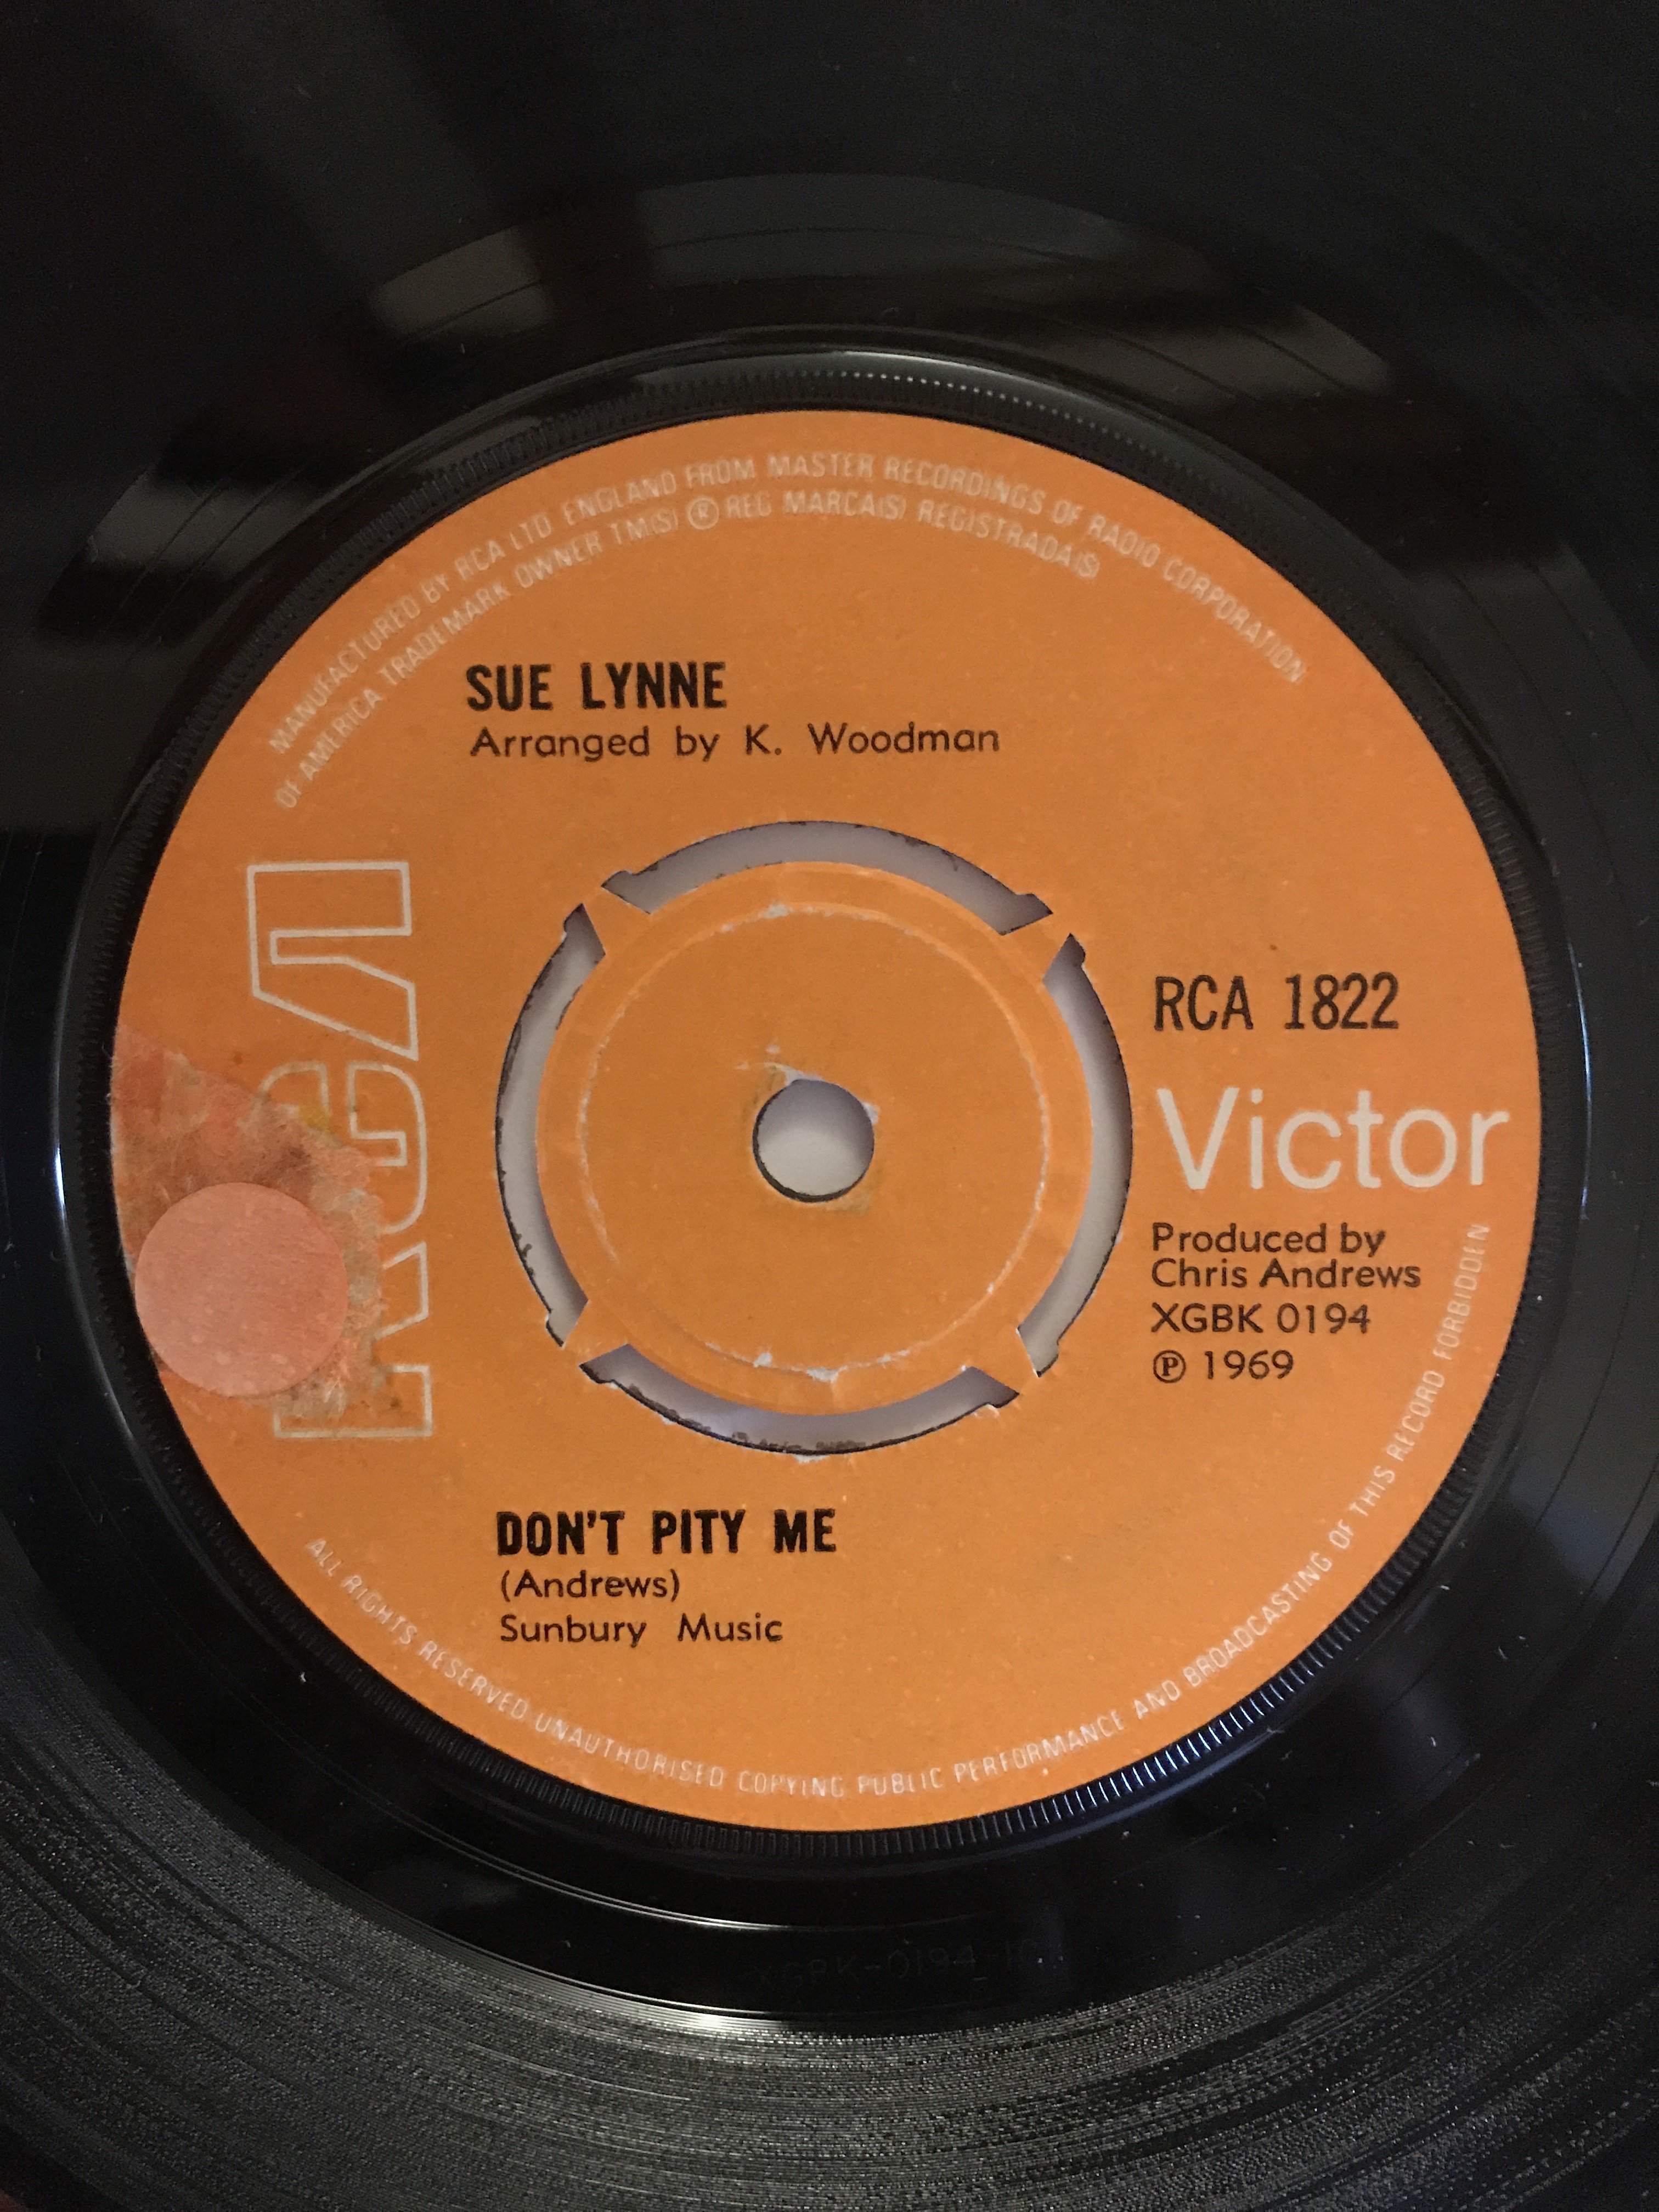 MANUFACTURED BY RCA LTD ENGLAND FROM MASTER RECORDINGS OF RADIO CORPORATION
OF AMERICA TRADEMARK OWNER TM(S) ® REG MARCA(S) REGISTRADA(S)
SUE LYNNE
Arranged by K. Woodman
RCA
RCA 1822
Victor
Produced by
Chris Andrews
XGBK 0194
℗ 1969
DON'T PITY ME
(Andrews)
Sunbury Music
ALL RIGHTS RESERVED UNAUTHORISED COPYING PUBLIC PERFORMANCE AND BROADCASTING OF THIS RECORD FORBIDDEN